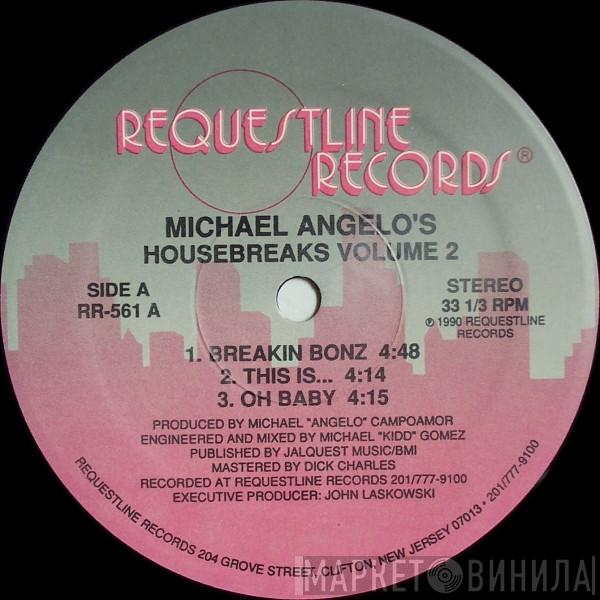 REQUESTLINE
RECORDS®
MICHAEL ANGELO'S
HOUSEBREAKS VOLUME 2
SIDE A
RR-561 A
STEREO
33 1/3 RPM
℗ 1990 REQUESTLINE
RECORDS
1. BREAKIN BONZ 4:48
2. THIS IS... 4:14
3. OH BABY 4:15
PRODUCED BY MICHAEL "ANGELO" CAMPOAMOR
ENGINEERED AND MIXED BY MICHAEL "KIDD" GOMEZ
PUBLISHED BY JALQUEST MUSIC/BMI
MASTERED BY DICK CHARLES
RECORDED AT REQUESTLINE RECORDS 201/777-9100
EXECUTIVE PRODUCER: JOHN LASKOWSKI
REQUESTLINE RECORDS 204 GROVE STREET, CLIFTON, NEW JERSEY 07013 • 201/777-9100
МАРКЕТ ВИНИЛА